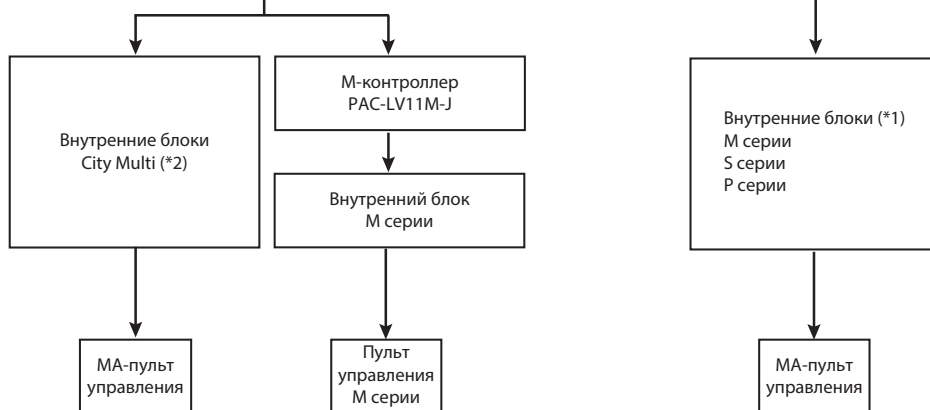 Внутренние блоки
City Multi (*2)
М-контроллер
PAC-LV11M-J
Внутренний блок
М серии
Внутренние блоки (*1)
М серии
S серии
Р серии
МА-пульт
управления
Пульт
управления
М серии
МА-пульт
управления